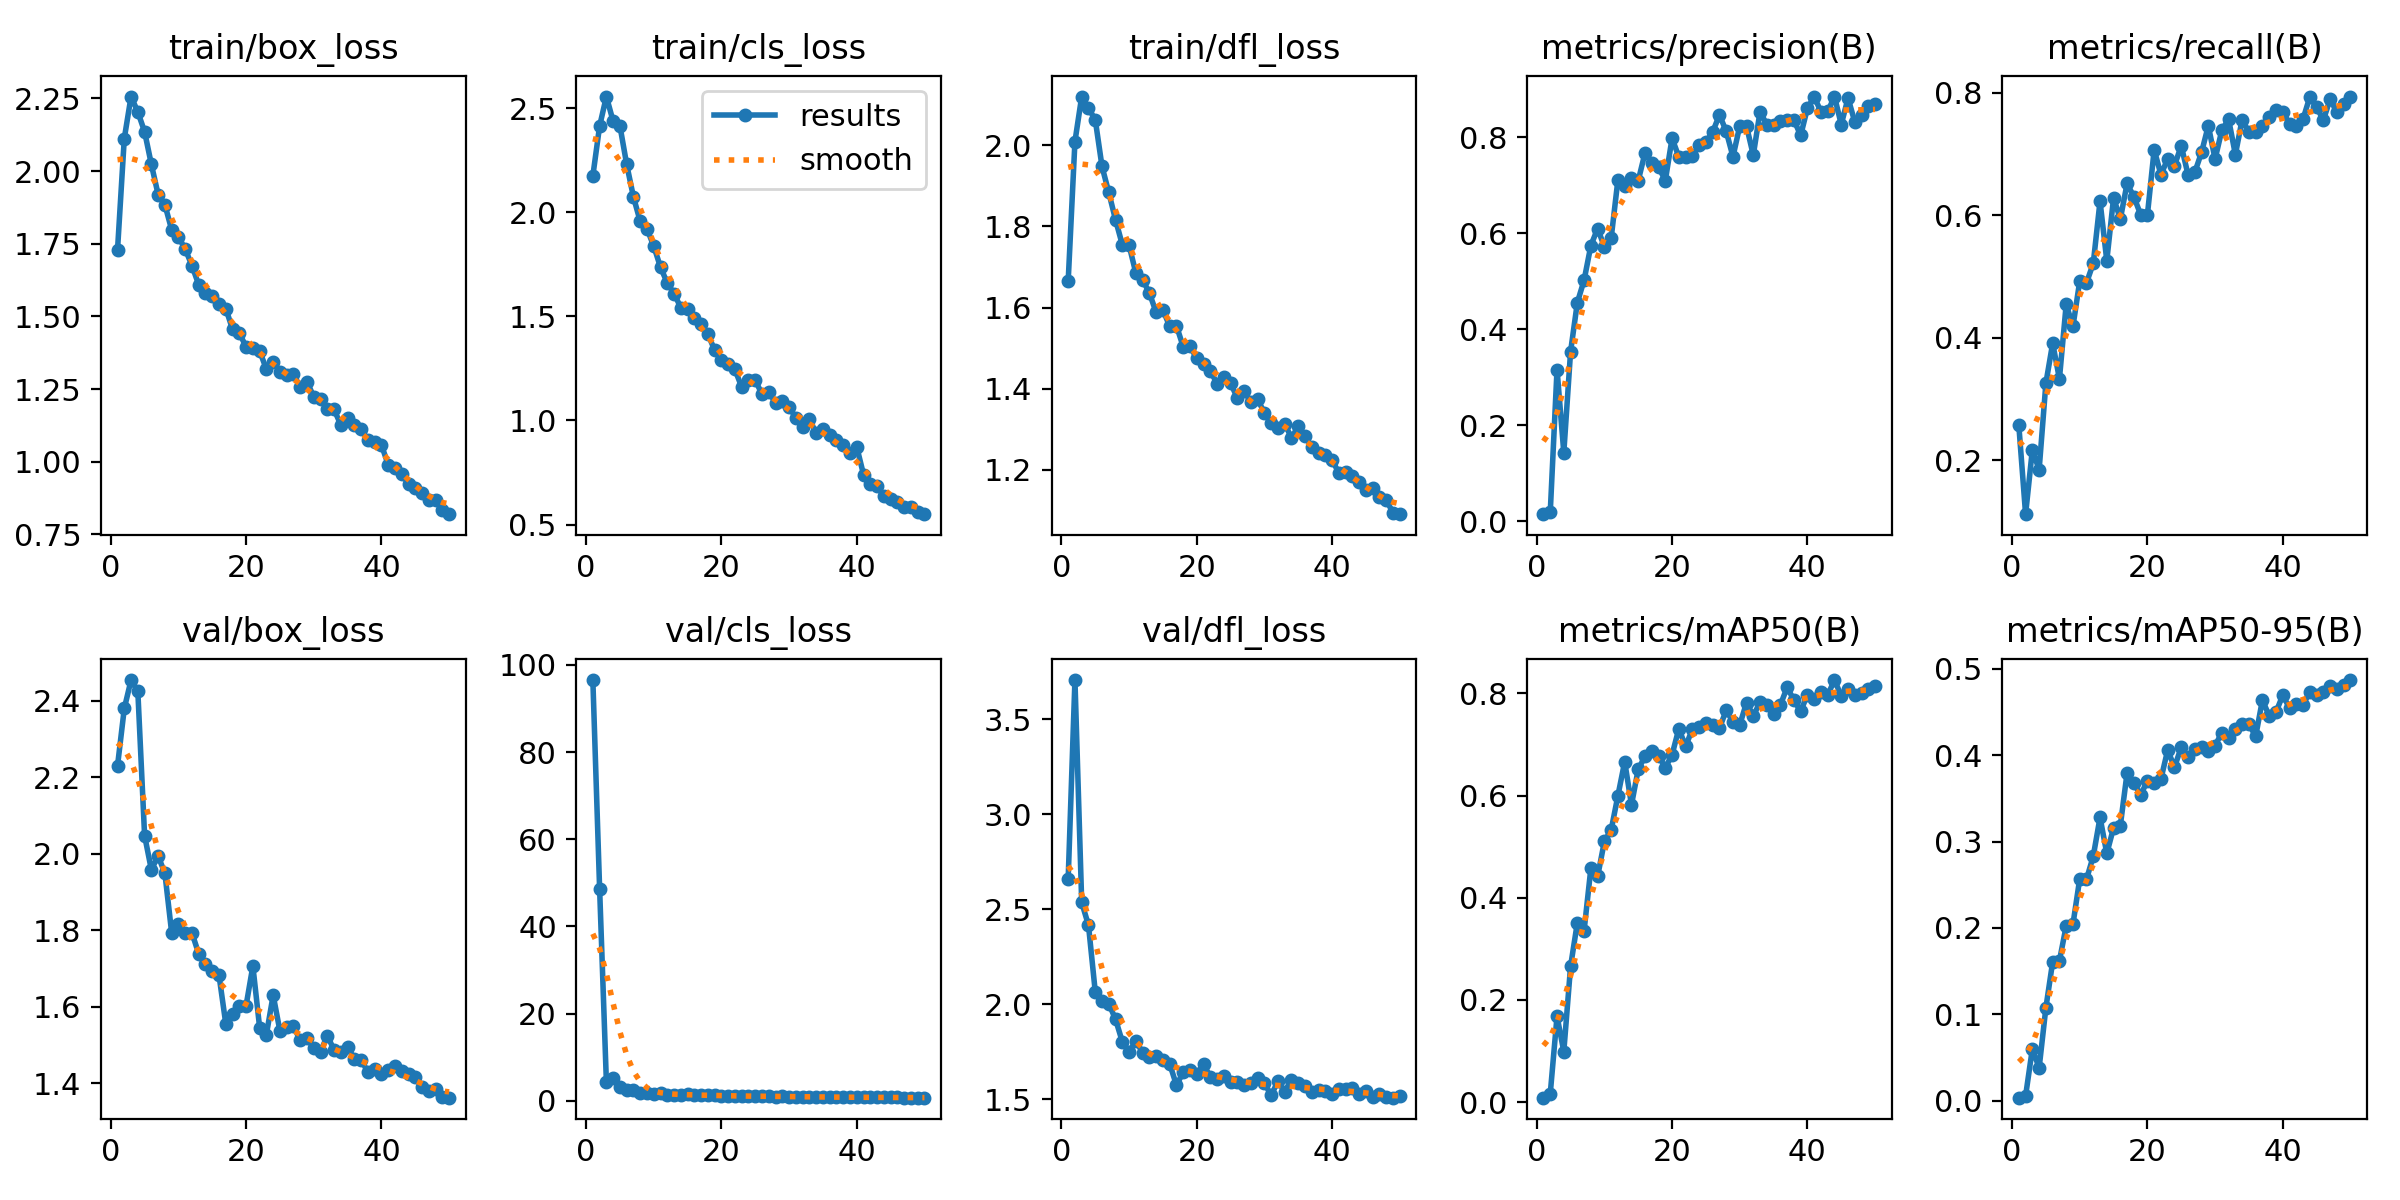 train/box_loss
2.25
2.00
1.75
1.50
1.25
1.00
0.75
0 20 40
train/cls_loss
results
smooth
2.5
2.0
1.5
1.0
0.5
0 20 40
train/dfl_loss
2.0
1.8
1.6
1.4
1.2
0 20 40
metrics/precision(B)
0.8
0.6
0.4
0.2
0.0
0 20 40
metrics/recall(B)
0.8
0.6
0.4
0.2
0 20 40
val/box_loss
2.4
2.2
2.0
1.8
1.6
1.4
0 20 40
val/cls_loss
100
80
60
40
20
0
0 20 40
val/dfl_loss
3.5
3.0
2.5
2.0
1.5
0 20 40
metrics/mAP50(B)
0.8
0.6
0.4
0.2
0.0
0 20 40
metrics/mAP50-95(B)
0.5
0.4
0.3
0.2
0.1
0.0
0 20 40